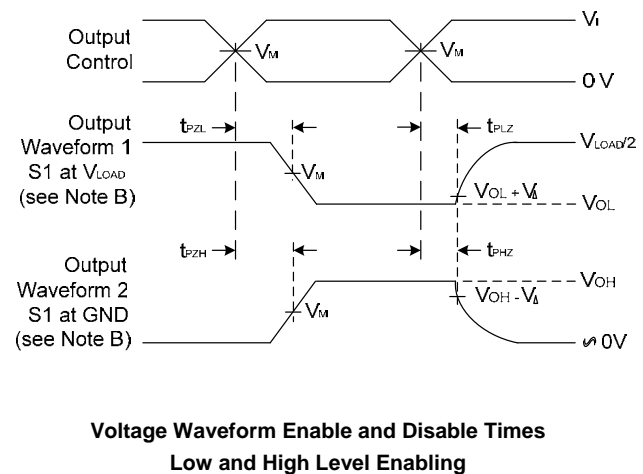 Output
Control
VM
VM
VI
0 V
Output
Waveform 1
S1 at VLOAD
(see Note B)
tPZL
tPLZ
VM
VLOAD/2
VOL + VΔ
VOL
Output
Waveform 2
S1 at GND
(see Note B)
tPZH
tPHZ
VM
VOH
VOH - VΔ
∽ 0V
Voltage Waveform Enable and Disable Times
Low and High Level Enabling